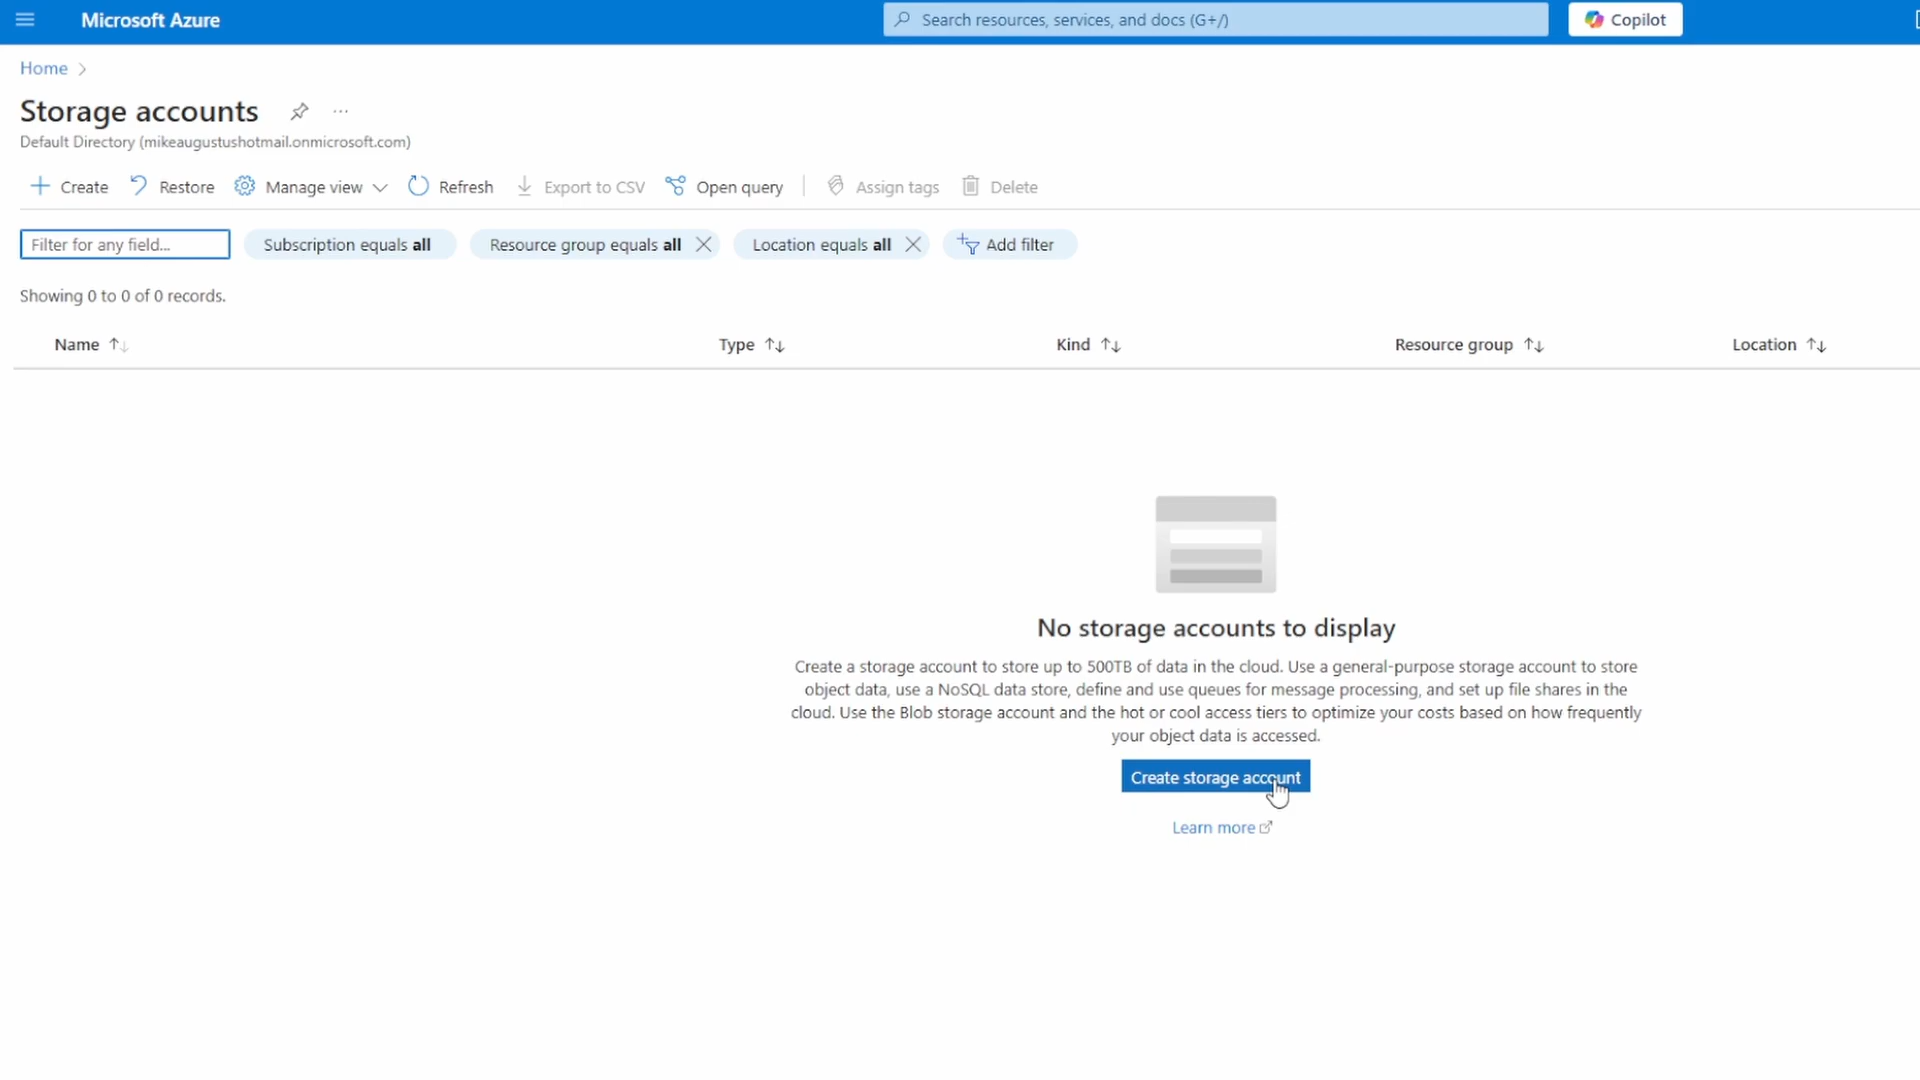 Microsoft Azure
Search resources, services, and docs (G+/)
Copilot
Home
Storage accounts
Default Directory (mikeaugustushotmail.onmicrosoft.com)
Create
Restore
Manage view
Refresh
Export to CSV
Open query
Assign tags
Delete
Filter for any field...
Subscription equals all
Resource group equals all
Location equals all
Add filter
Showing 0 to 0 of 0 records.
Name
Type
Kind
Resource group
Location
No storage accounts to display
Create a storage account to store up to 500TB of data in the cloud. Use a general-purpose storage account to store
object data, use a NoSQL data store, define and use queues for message processing, and set up file shares in the
cloud. Use the Blob storage account and the hot or cool access tiers to optimize your costs based on how frequently
your object data is accessed.
Create storage account
Learn more